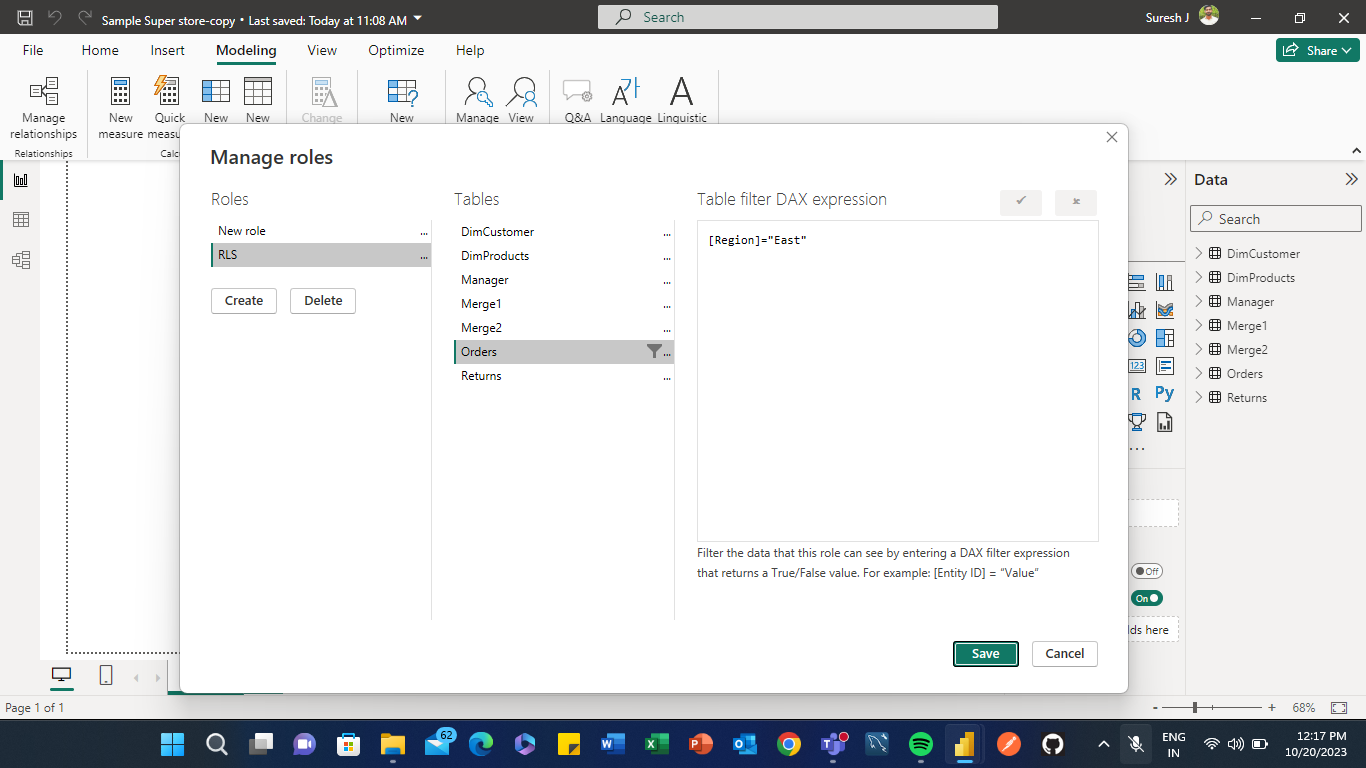 Sample Super store-copy • Last saved: Today at 11:08 AM
Search
Suresh J
File Home Insert Modeling View Optimize Help
Share
Manage relationships
New measure
Quick measu
New
New
Change
New
Manage
View
Q&A
Language
Linguistic
Relationships
Calc
Manage roles
Roles
New role ...
RLS ...
Create
Delete
Tables
DimCustomer ...
DimProducts ...
Manager ...
Merge1 ...
Merge2 ...
Orders ...
Returns ...
Table filter DAX expression
[Region]="East"
Filter the data that this role can see by entering a DAX filter expression
that returns a True/False value. For example: [Entity ID] = “Value”
Save
Cancel
Data
Search
DimCustomer
DimProducts
Manager
Merge1
Merge2
Orders
Returns
123
R
Py
...
Off
On
lds here
Page 1 of 1
- + 68%
62
ENG
IN
12:17 PM
10/20/2023